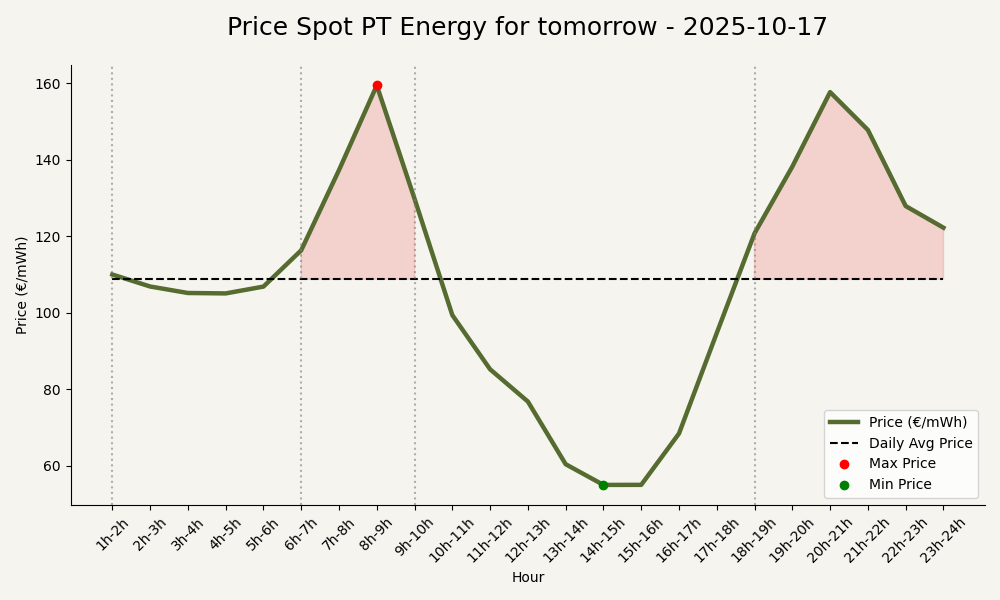 Price Spot PT Energy for tomorrow - 2025-10-17
Price (€/mWh)
160
140
120
100
80
60
1h-2h
2h-3h
3h-4h
4h-5h
5h-6h
6h-7h
7h-8h
8h-9h
9h-10h
10h-11h
11h-12h
12h-13h
13h-14h
14h-15h
15h-16h
16h-17h
17h-18h
18h-19h
19h-20h
20h-21h
21h-22h
22h-23h
23h-24h
Hour
Price (€/mWh)
Daily Avg Price
Max Price
Min Price